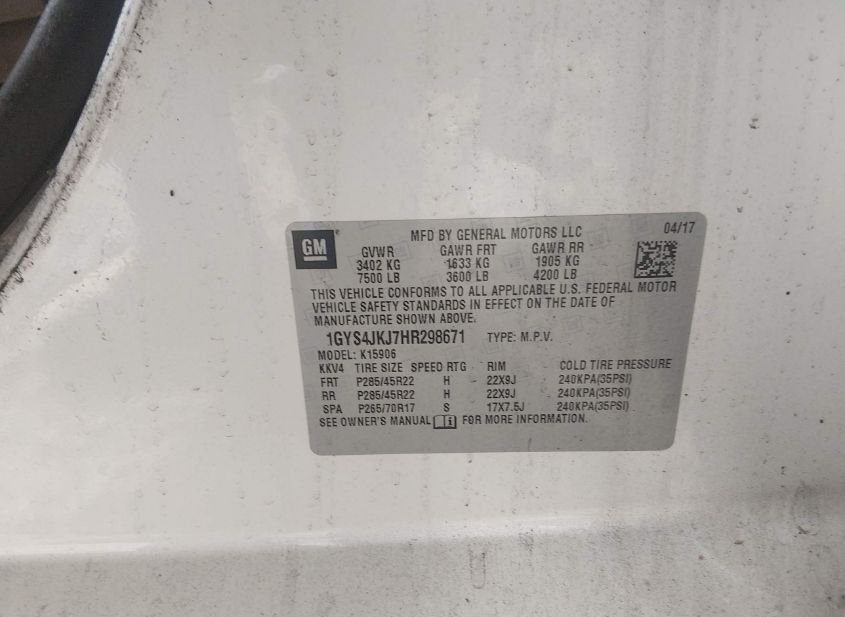 GM
MFD BY GENERAL MOTORS LLC 04/17
GVWR GAWR FRT GAWR RR
3402 KG 1633 KG 1905 KG
7500 LB 3600 LB 4200 LB
THIS VEHICLE CONFORMS TO ALL APPLICABLE U.S. FEDERAL MOTOR
VEHICLE SAFETY STANDARDS IN EFFECT ON THE DATE OF
MANUFACTURE SHOWN ABOVE.
1GYS4JKJ7HR298671 TYPE: M.P.V.
MODEL: K15906
KKV4 TIRE SIZE SPEED RTG RIM COLD TIRE PRESSURE
FRT P285/45R22 H 22X9J 240KPA(35PSI)
RR P285/45R22 H 22X9J 240KPA(35PSI)
SPA P265/70R17 S 17X7.5J 240KPA(35PSI)
SEE OWNER'S MANUAL i FOR MORE INFORMATION.